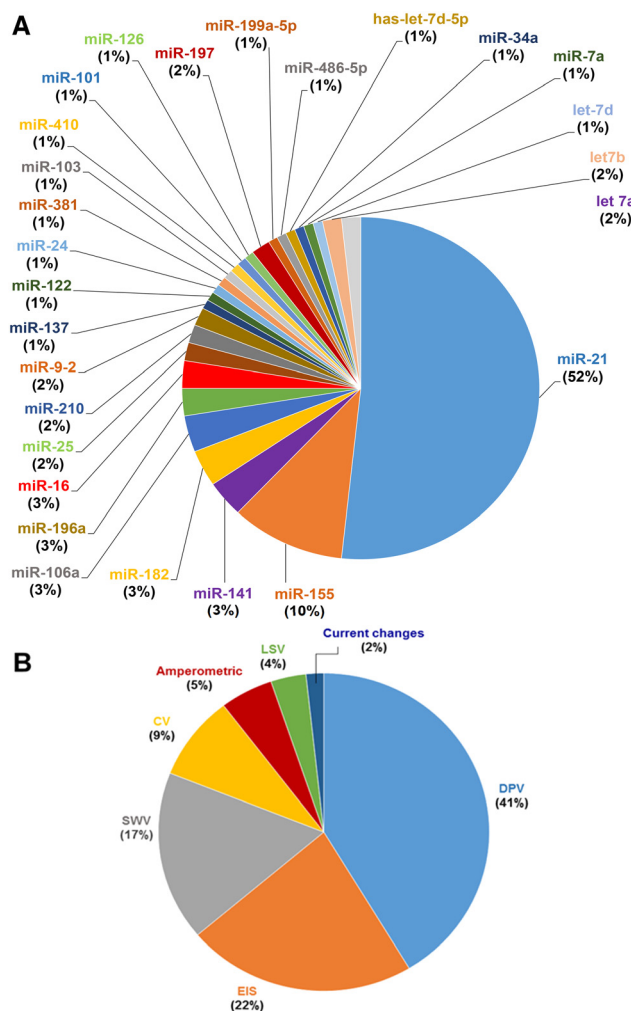 A
miR-126
(1%)
miR-197
(2%)
miR-199a-5p
(1%)
miR-486-5p
(1%)
has-let-7d-5p
(1%)
miR-34a
(1%)
miR-7a
(1%)
let-7d
(1%)
let7b
(2%)
let 7a
(2%)
miR-101
(1%)
miR-410
(1%)
miR-103
(1%)
miR-381
(1%)
miR-24
(1%)
miR-122
(1%)
miR-137
(1%)
miR-9-2
(2%)
miR-210
(2%)
miR-25
(2%)
miR-16
(3%)
miR-196a
(3%)
miR-106a
(3%)
miR-182
(3%)
miR-141
(3%)
miR-155
(10%)
miR-21
(52%)
B
Current changes
(2%)
LSV
(4%)
Amperometric
(5%)
CV
(9%)
SWV
(17%)
EIS
(22%)
DPV
(41%)